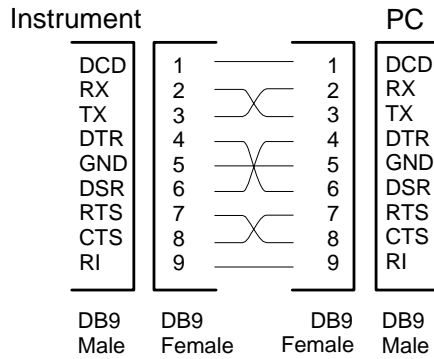 Instrument PC
DCD 1 1 DCD
RX 2 2 RX
TX 3 3 TX
DTR 4 4 DTR
GND 5 5 GND
DSR 6 6 DSR
RTS 7 7 RTS
CTS 8 8 CTS
RI 9 9 RI
DB9 DB9 DB9 DB9
Male Female Female Male